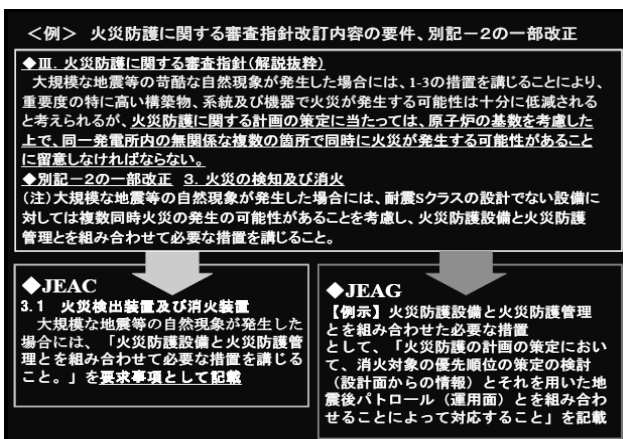 <例> 火災防護に関する審査指針改訂内容の要件、別記－2の一部改正
◆Ⅲ. 火災防護に関する審査指針(解説抜粋)
大規模な地震等の苛酷な自然現象が発生した場合には、1-3の措置を講じることにより、
重要度の特に高い構築物、系統及び機器で火災が発生する可能性は十分に低減される
と考えられるが、火災防護に関する計画の策定に当たっては、原子炉の基数を考慮した
上で、同一発電所内の無関係な複数の箇所で同時に火災が発生する可能性があること
に留意しなければならない。
◆別記－2の一部改正 3. 火災の検知及び消火
(注)大規模な地震等の自然現象が発生した場合には、耐震Sクラスの設計でない設備に
対しては複数同時火災の発生の可能性があることを考慮し、火災防護設備と火災防護
管理とを組み合わせて必要な措置を講じること。
◆JEAC
3.1 火災検出装置及び消火装置
大規模な地震等の自然現象が発生した
場合には、「火災防護設備と火災防護管
理とを組み合わせて必要な措置を講じる
こと。」を要求事項として記載
◆JEAG
【例示】火災防護設備と火災防護管理
とを組み合わせた必要な措置
として、「火災防護の計画の策定におい
て、消火対象の優先順位の策定の検討
(設計面からの情報)とそれを用いた地
震後パトロール(運用面)とを組み合わ
せることによって対応すること」を記載